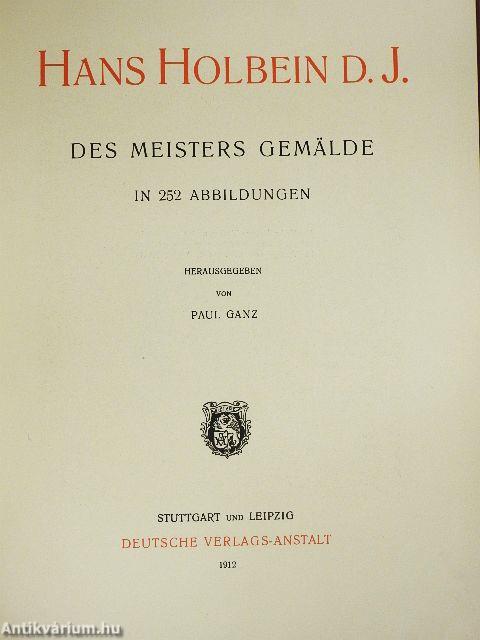 HANS HOLBEIN D. J.
DES MEISTERS GEMÄLDE
IN 252 ABBILDUNGEN
HERAUSGEGEBEN
VON
PAUL GANZ
STUTTGART UND LEIPZIG
DEUTSCHE VERLAGS-ANSTALT
1912
Antikvárium.hu